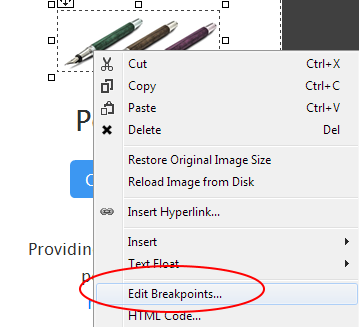 Cut Ctrl+X
Copy Ctrl+C
Paste Ctrl+V
Delete Del
Restore Original Image Size
Reload Image from Disk
Insert Hyperlink...
Insert
Text Float
Providin
Edit Breakpoints...
HTML Code...